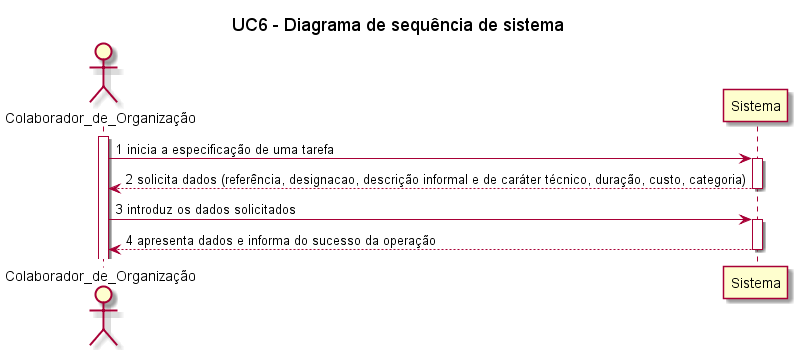 UC6 - Diagrama de sequência de sistema
Colaborador_de_Organização
Sistema
1 inicia a especificação de uma tarefa
2 solicita dados (referência, designacao, descrição informal e de caráter técnico, duração, custo, categoria)
3 introduz os dados solicitados
4 apresenta dados e informa do sucesso da operação
Colaborador_de_Organização
Sistema